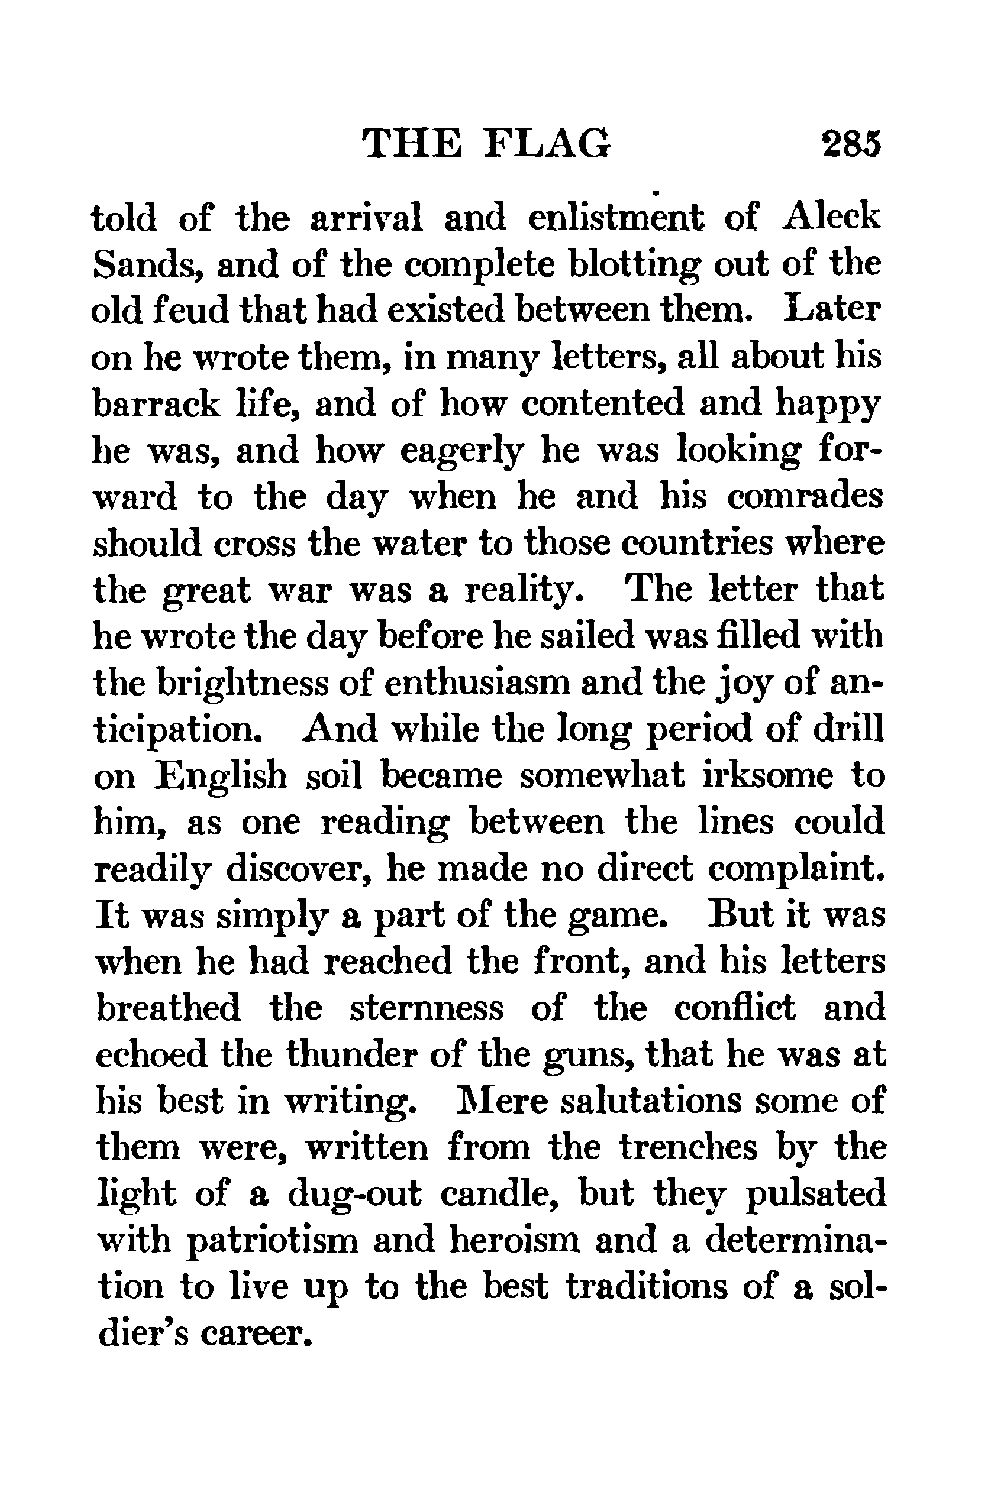 THE FLAG 285
told of the arrival and enlistment of Aleck
Sands, and of the complete blotting out of the
old feud that had existed between them. Later
on he wrote them, in many letters, all about his
barrack life, and of how contented and happy
he was, and how eagerly he was looking for-
ward to the day when he and his comrades
should cross the water to those countries where
the great war was a reality. The letter that
he wrote the day before he sailed was filled with
the brightness of enthusiasm and the joy of an-
ticipation. And while the long period of drill
on English soil became somewhat irksome to
him, as one reading between the lines could
readily discover, he made no direct complaint.
It was simply a part of the game. But it was
when he had reached the front, and his letters
breathed the sternness of the conflict and
echoed the thunder of the guns, that he was at
his best in writing. Mere salutations some of
them were, written from the trenches by the
light of a dug-out candle, but they pulsated
with patriotism and heroism and a determina-
tion to live up to the best traditions of a sol-
dier's career.